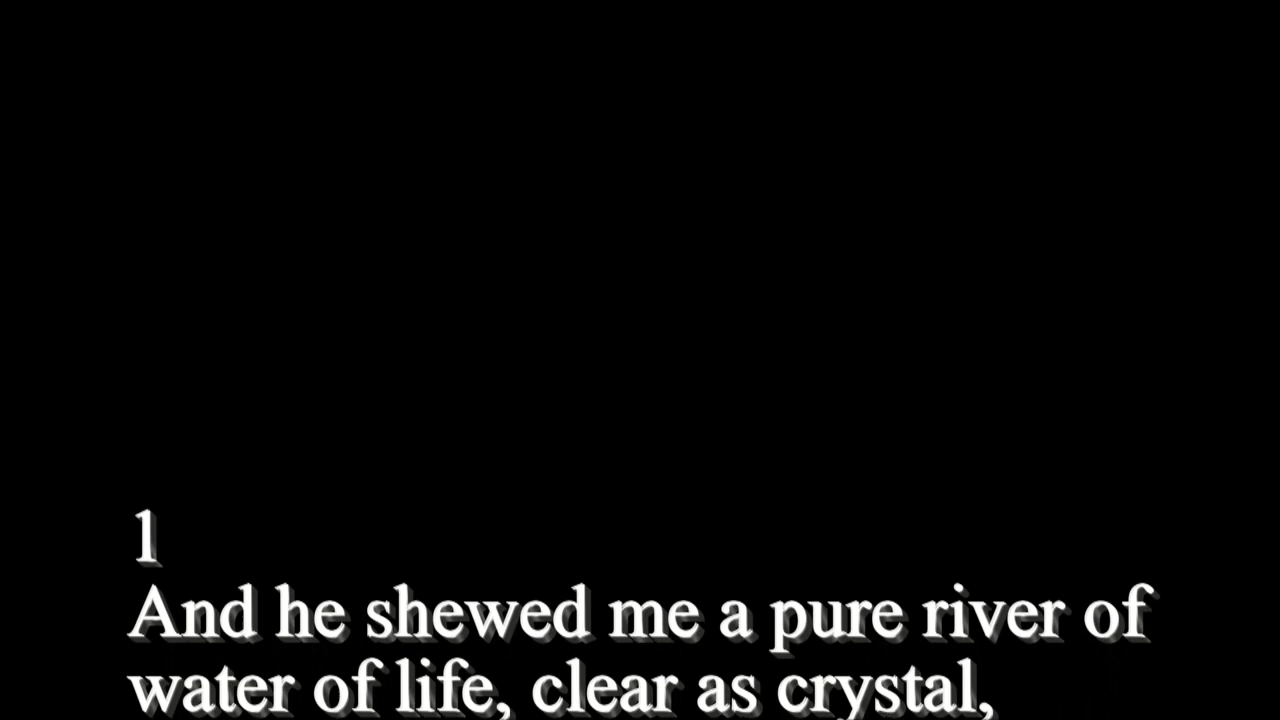 1
And he shewed me a pure river of
water of life, clear as crystal,